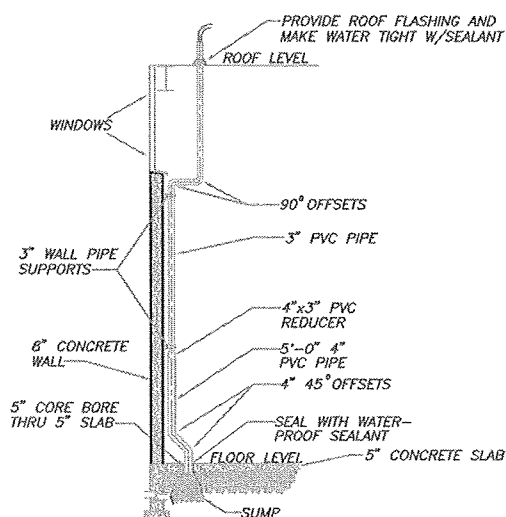 PROVIDE ROOF FLASHING AND
MAKE WATER TIGHT W/SEALANT
ROOF LEVEL
WINDOWS
90° OFFSETS
3" PVC PIPE
3" WALL PIPE
SUPPORTS
4"x3" PVC
REDUCER
8" CONCRETE
WALL
5'-0" 4"
PVC PIPE
4" 45° OFFSETS
5" CORE BORE
THRU 5" SLAB
SEAL WITH WATER-
PROOF SEALANT
FLOOR LEVEL
5" CONCRETE SLAB
SUMP